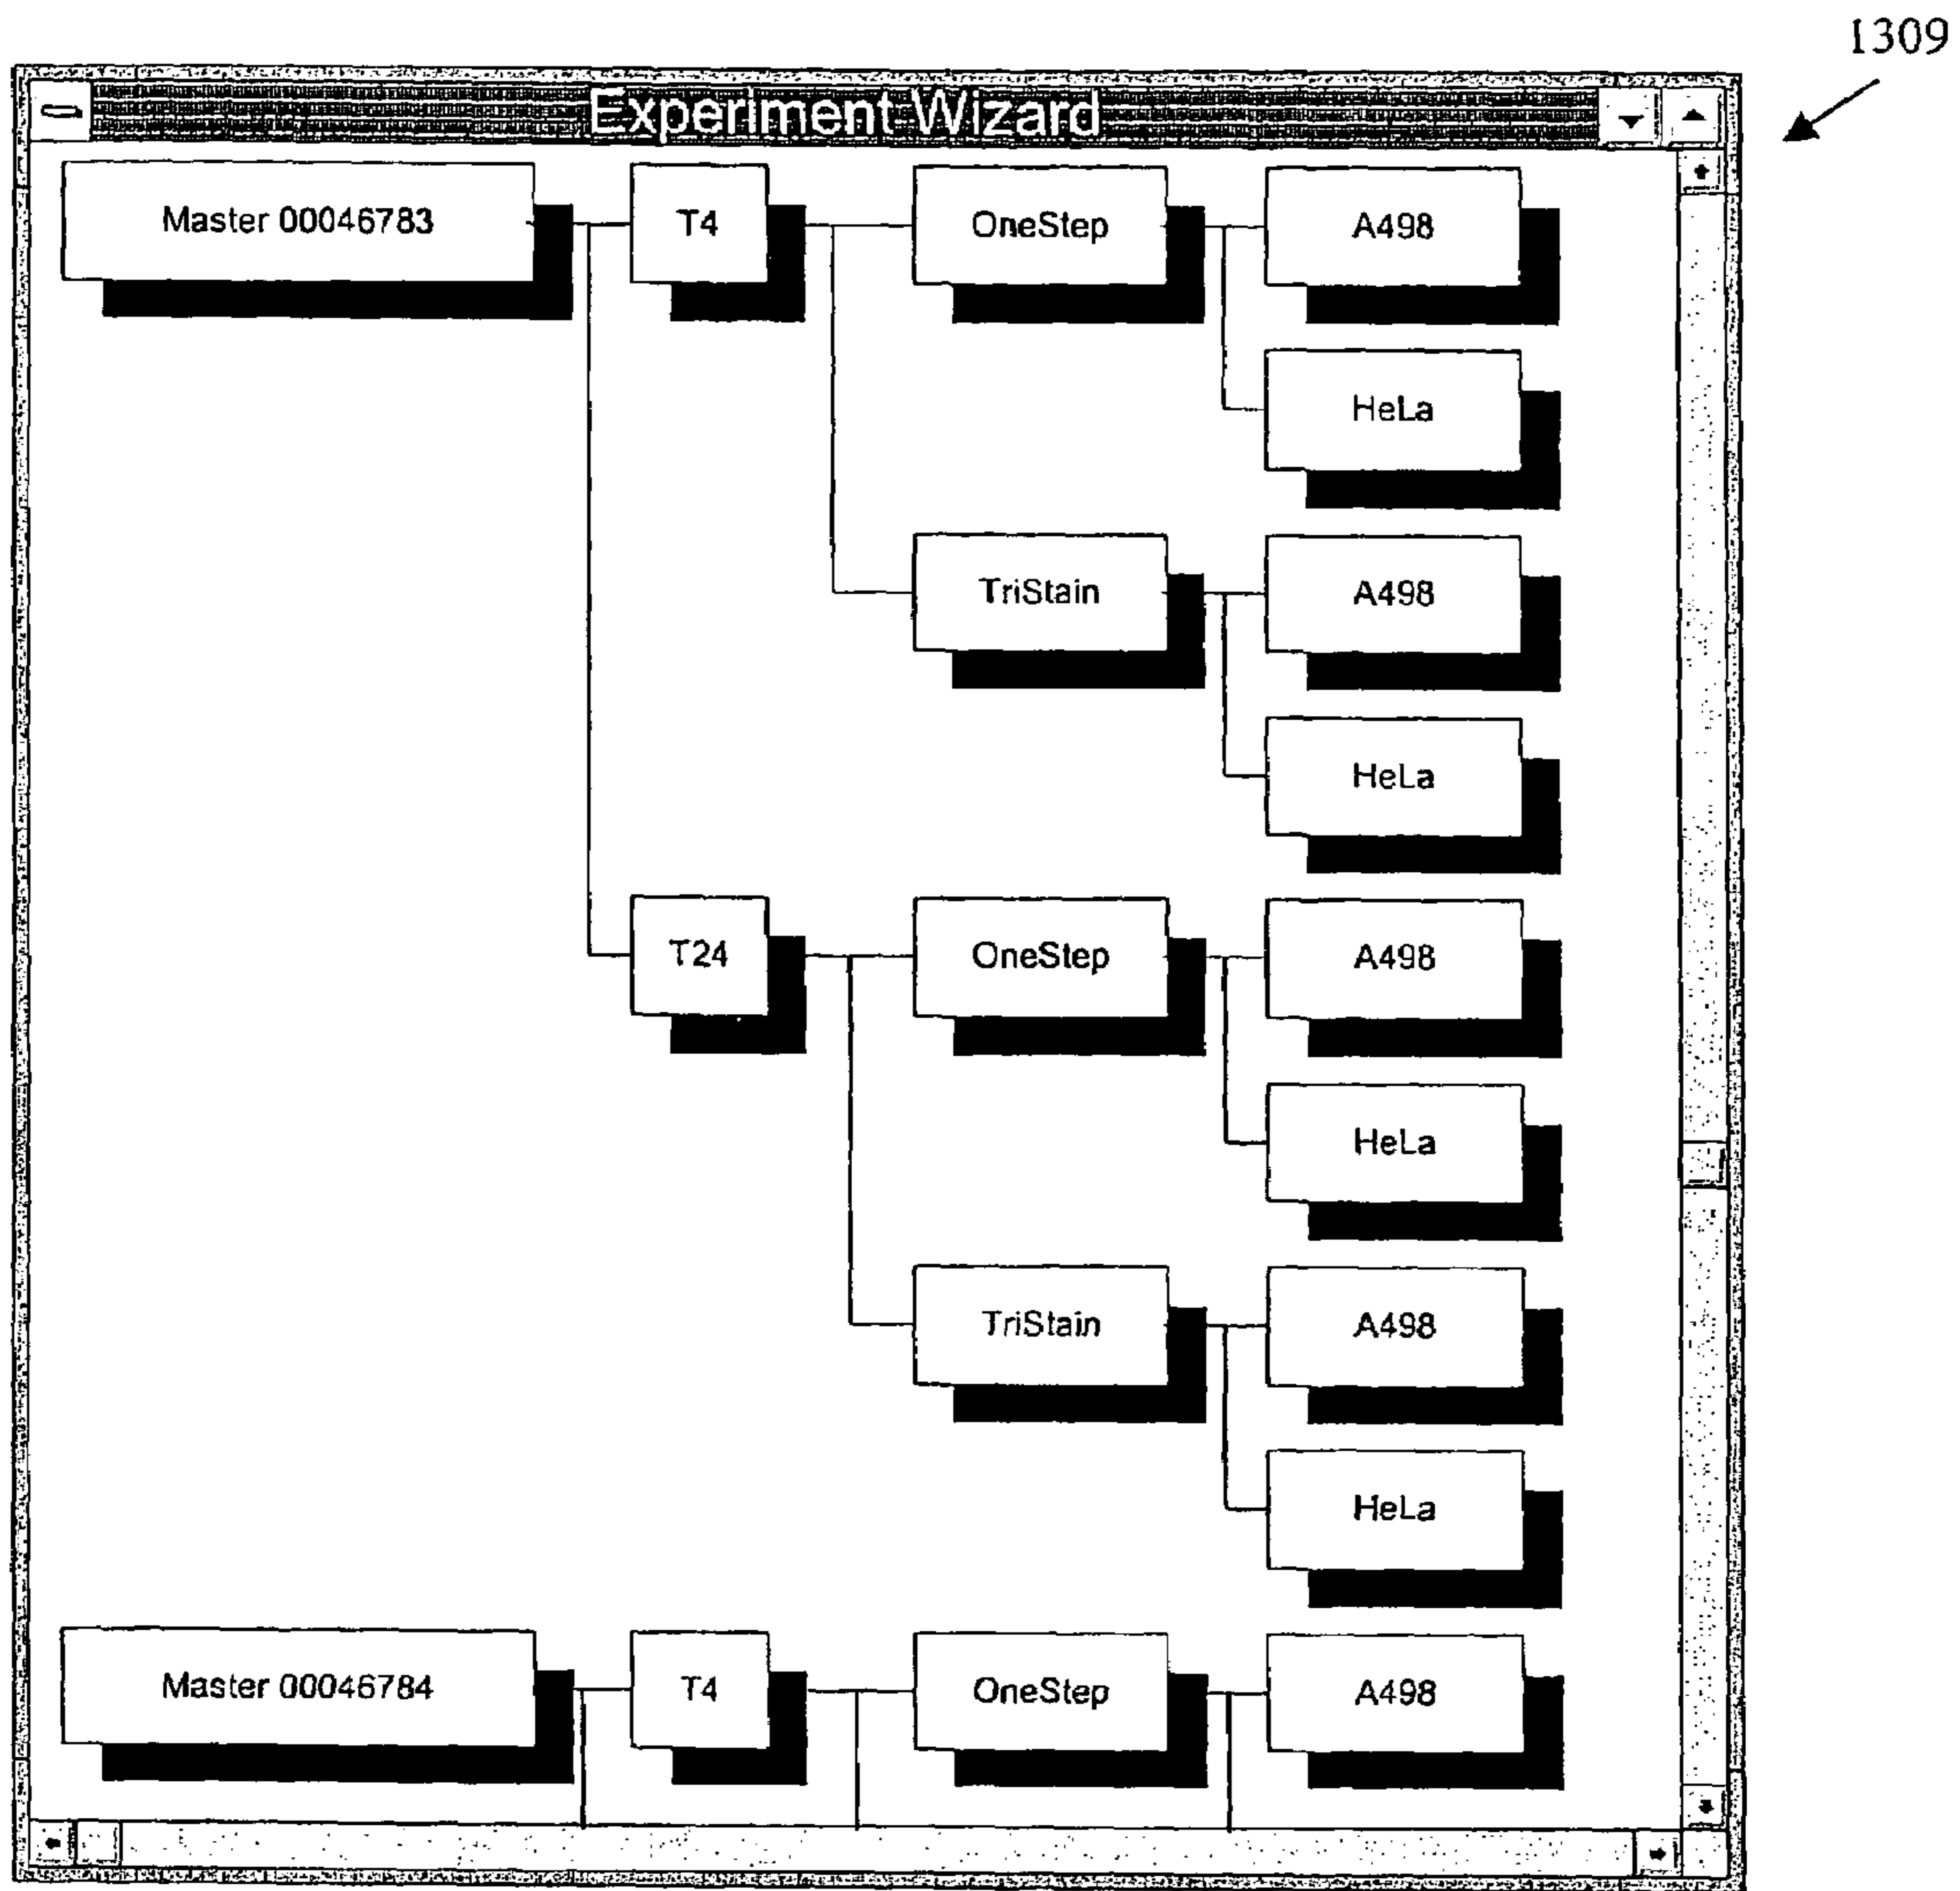 1309
Experiment Wizard
Master 00046783 T4 OneStep A498
HeLa
TriStain A498
HeLa
T24 OneStep A498
HeLa
TriStain A498
HeLa
Master 00046784 T4 OneStep A498